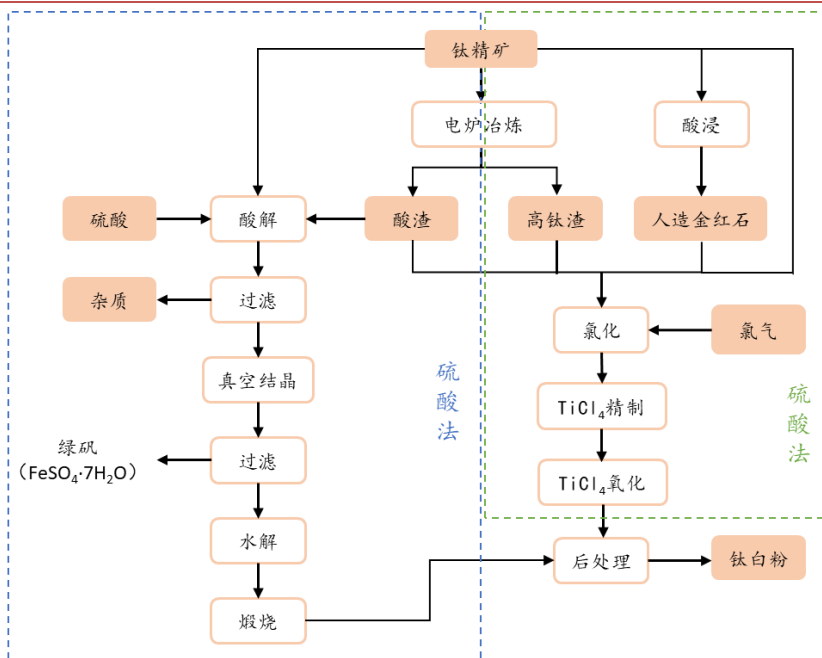 钛精矿
电炉冶炼
酸浸
硫酸
酸解
酸渣
高钛渣
人造金红石
杂质
过滤
氯化
氯气
真空结晶
硫酸法
TiCl₄精制
硫酸法
绿矾
（FeSO₄·7H₂O）
过滤
TiCl₄氧化
水解
后处理
钛白粉
煅烧